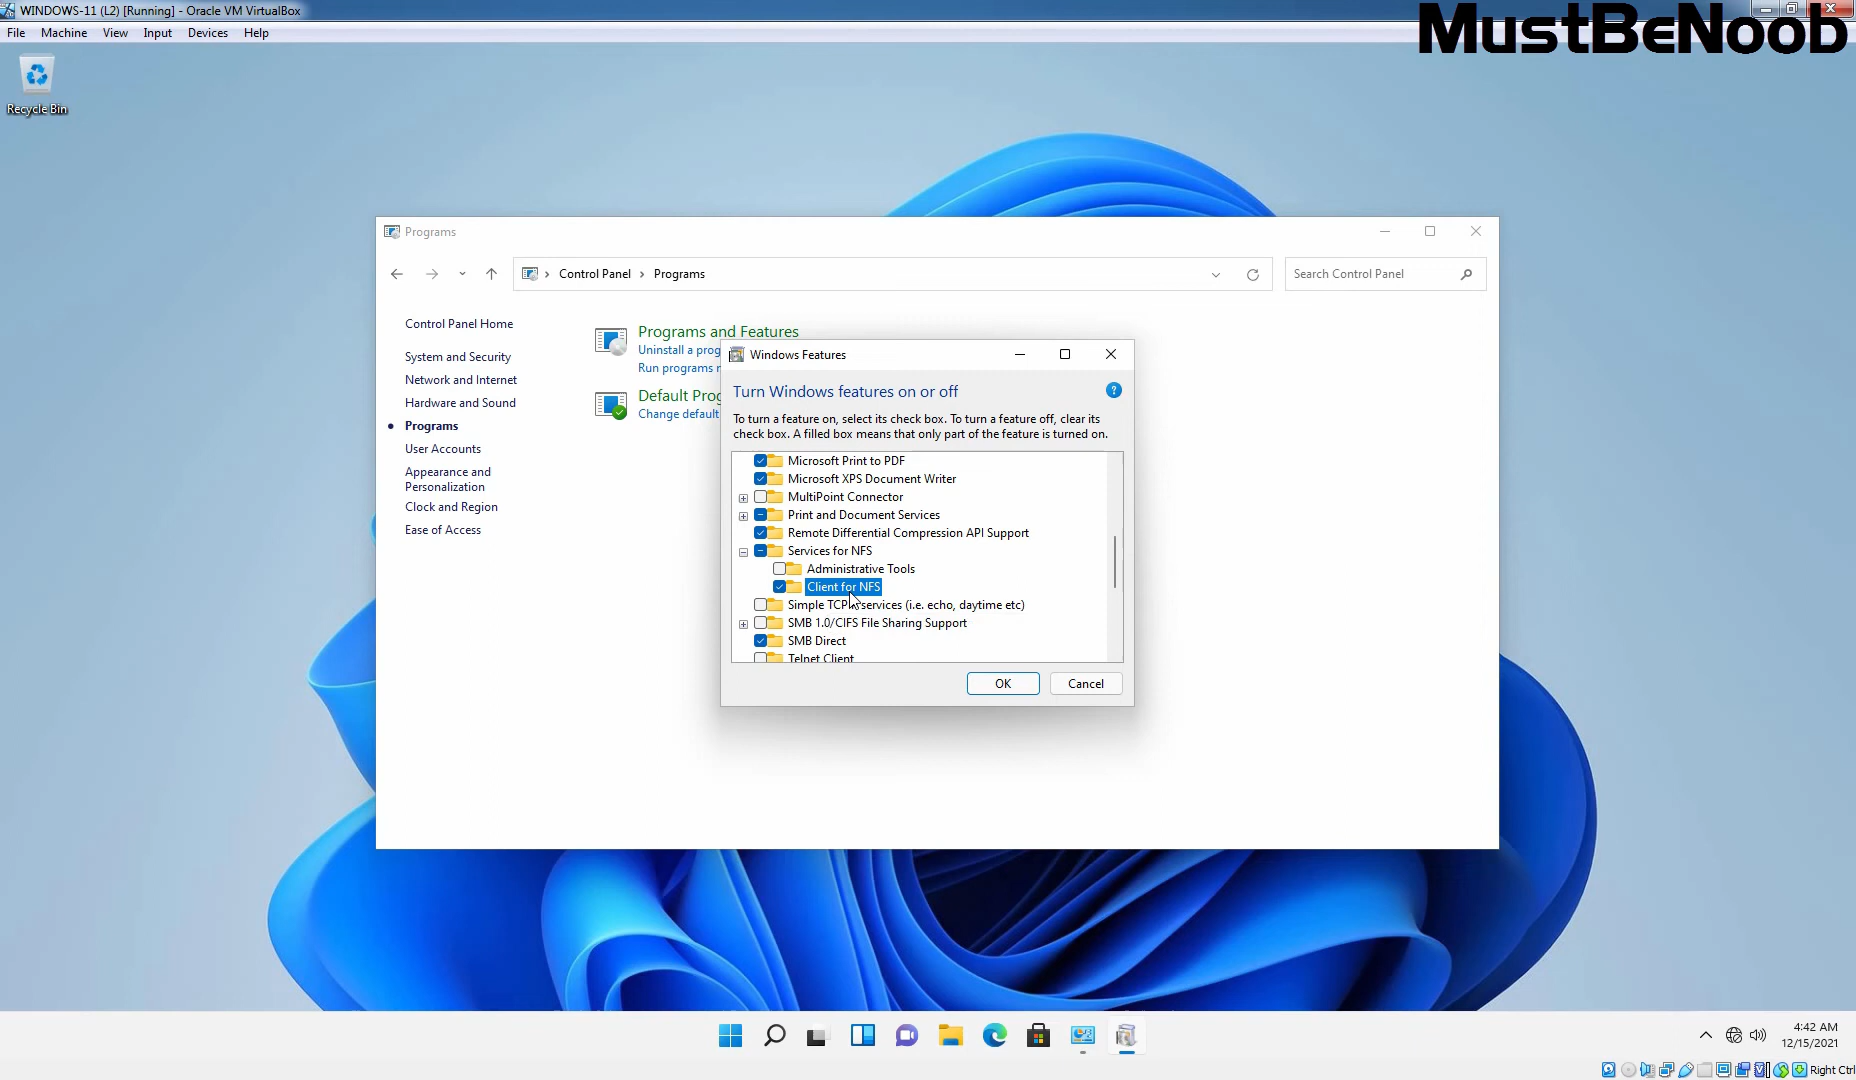 WINDOWS-11 (L2) [Running] - Oracle VM VirtualBox
File Machine View Input Devices Help
MustBeNoob
Recycle Bin
Programs
Control Panel › Programs
Search Control Panel
Control Panel Home
System and Security
Network and Internet
Hardware and Sound
Programs
User Accounts
Appearance and
Personalization
Clock and Region
Ease of Access
Programs and Features
Uninstall a prog
Run programs
Default Prog
Change default
Windows Features
Turn Windows features on or off
To turn a feature on, select its check box. To turn a feature off, clear its
check box. A filled box means that only part of the feature is turned on.
Microsoft Print to PDF
Microsoft XPS Document Writer
MultiPoint Connector
Print and Document Services
Remote Differential Compression API Support
Services for NFS
Administrative Tools
Client for NFS
Simple TCP services (i.e. echo, daytime etc)
SMB 1.0/CIFS File Sharing Support
SMB Direct
Telnet Client
OK
Cancel
4:42 AM
12/15/2021
Right Ctrl